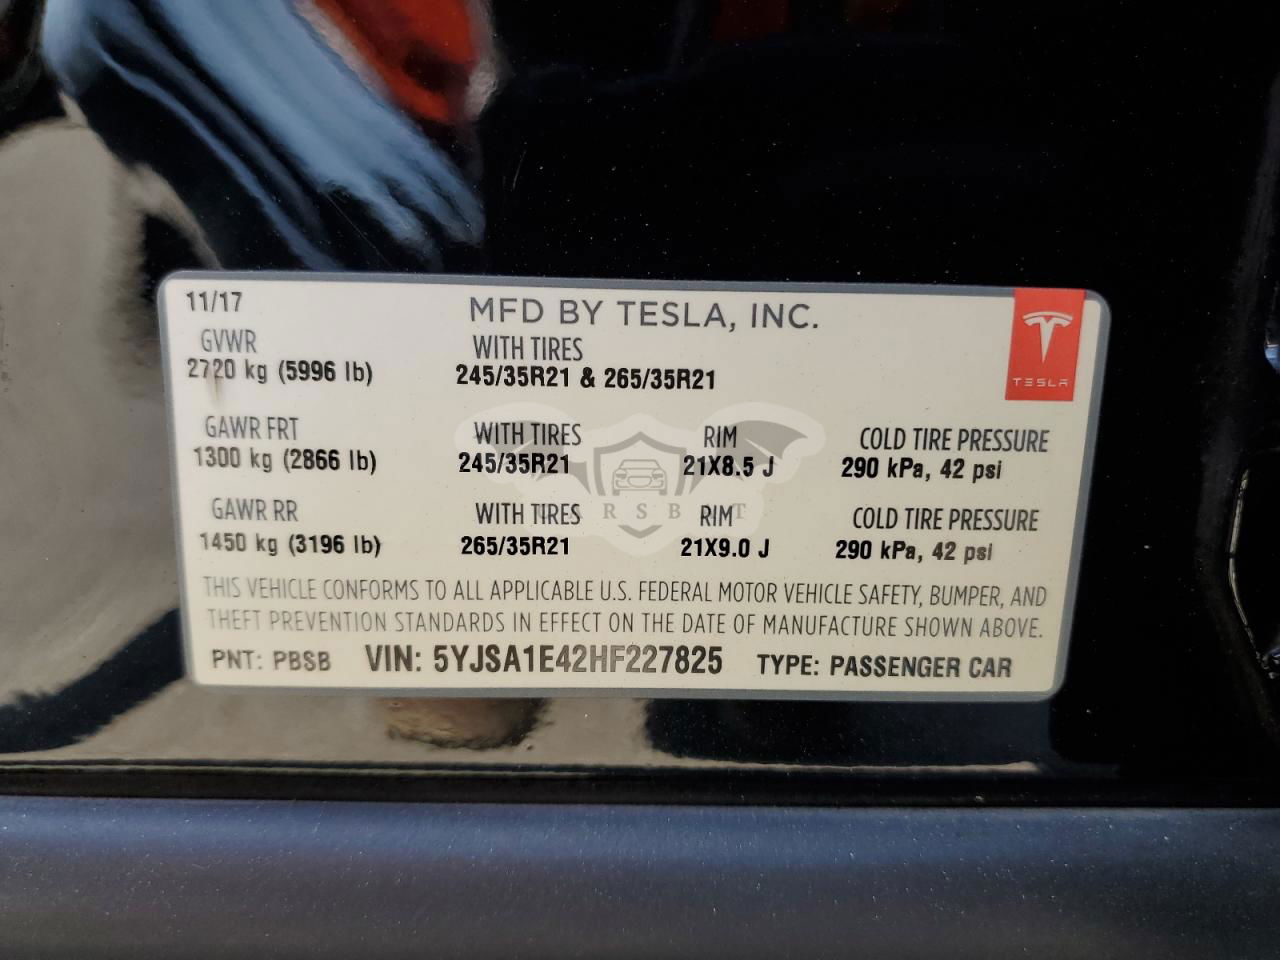 11/17
MFD BY TESLA, INC.
GVWR
WITH TIRES
2720 kg (5996 lb)
245/35R21 & 265/35R21
TESLA
GAWR FRT
WITH TIRES
RIM
COLD TIRE PRESSURE
1300 kg (2866 lb)
245/35R21
21X8.5 J
290 kPa, 42 psi
GAWR RR
WITH TIRES
RIM
COLD TIRE PRESSURE
1450 kg (3196 lb)
265/35R21
21X9.0 J
290 kPa, 42 psi
THIS VEHICLE CONFORMS TO ALL APPLICABLE U.S. FEDERAL MOTOR VEHICLE SAFETY, BUMPER, AND
THEFT PREVENTION STANDARDS IN EFFECT ON THE DATE OF MANUFACTURE SHOWN ABOVE.
PNT: PBSB VIN: 5YJSA1E42HF227825 TYPE: PASSENGER CAR